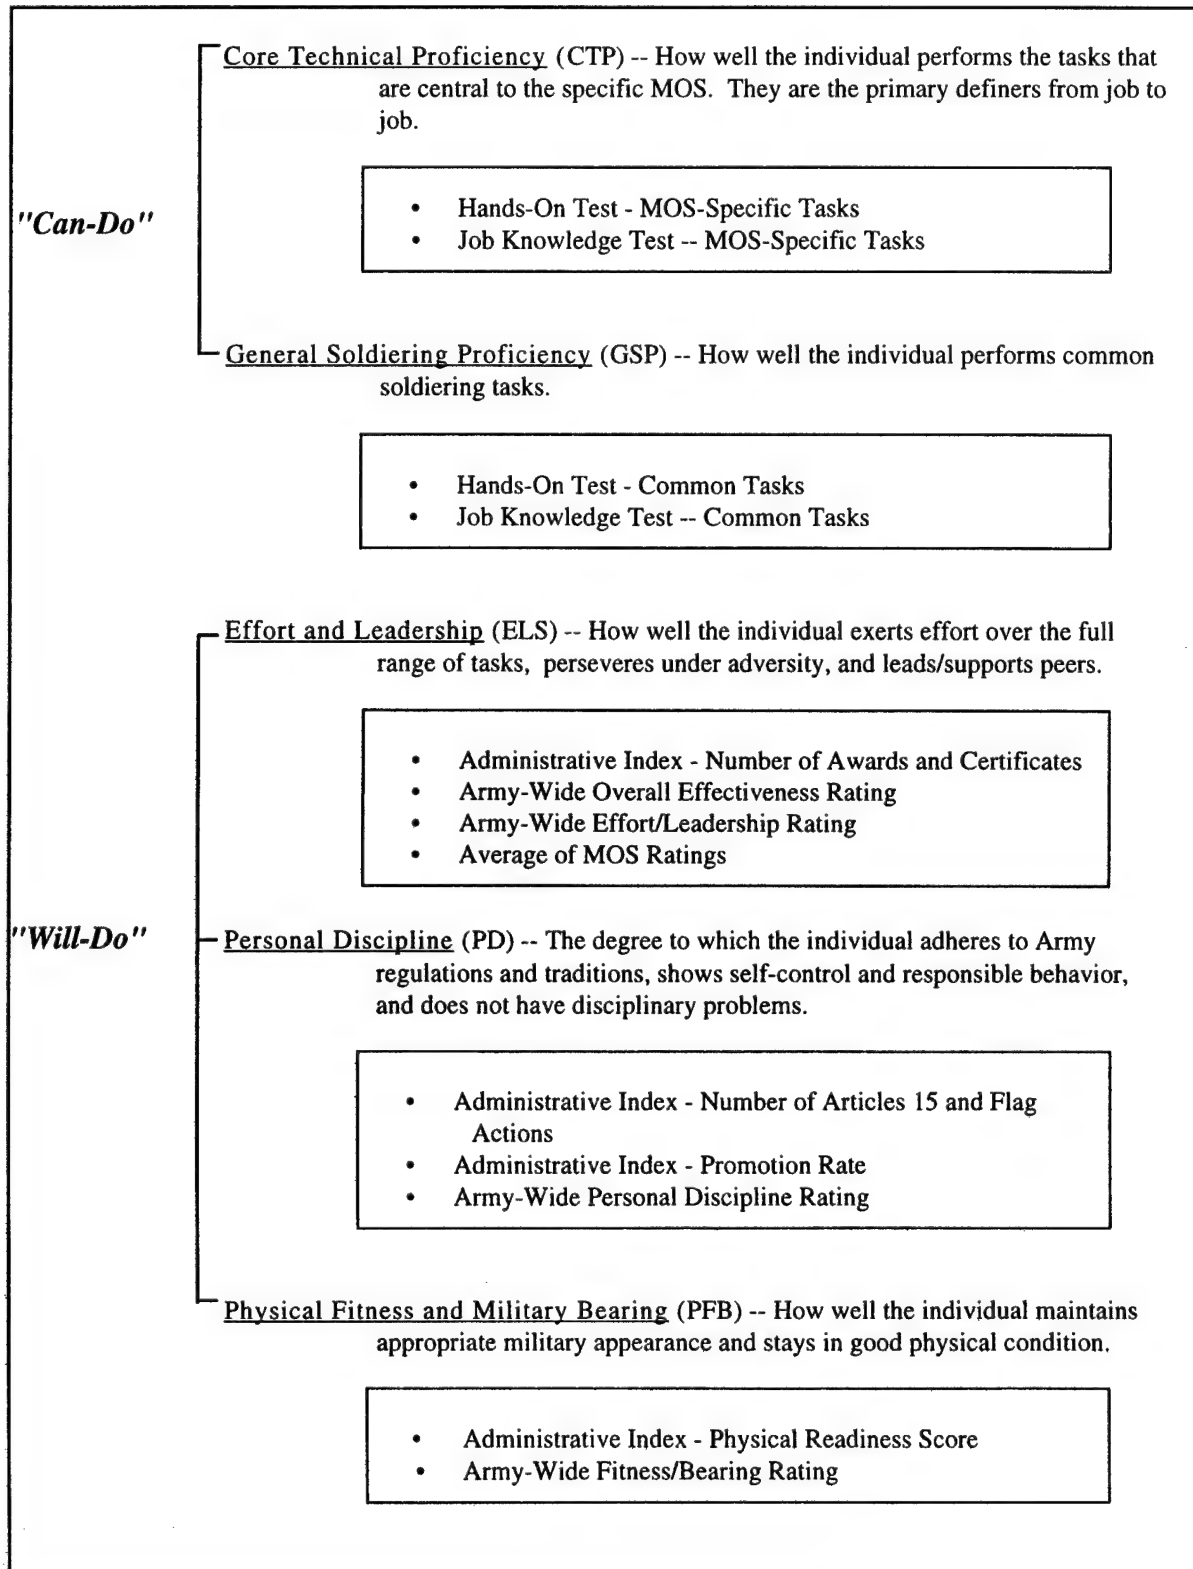 Core Technical Proficiency (CTP) -- How well the individual performs the tasks that
are central to the specific MOS. They are the primary definers from job to
job.
"Can-Do"
• Hands-On Test - MOS-Specific Tasks
• Job Knowledge Test -- MOS-Specific Tasks
General Soldiering Proficiency (GSP) -- How well the individual performs common
soldiering tasks.
• Hands-On Test - Common Tasks
• Job Knowledge Test -- Common Tasks
Effort and Leadership (ELS) -- How well the individual exerts effort over the full
range of tasks, perseveres under adversity, and leads/supports peers.
• Administrative Index - Number of Awards and Certificates
• Army-Wide Overall Effectiveness Rating
• Army-Wide Effort/Leadership Rating
• Average of MOS Ratings
"Will-Do"
Personal Discipline (PD) -- The degree to which the individual adheres to Army
regulations and traditions, shows self-control and responsible behavior,
and does not have disciplinary problems.
• Administrative Index - Number of Articles 15 and Flag
Actions
• Administrative Index - Promotion Rate
• Army-Wide Personal Discipline Rating
Physical Fitness and Military Bearing (PFB) -- How well the individual maintains
appropriate military appearance and stays in good physical condition.
• Administrative Index - Physical Readiness Score
• Army-Wide Fitness/Bearing Rating